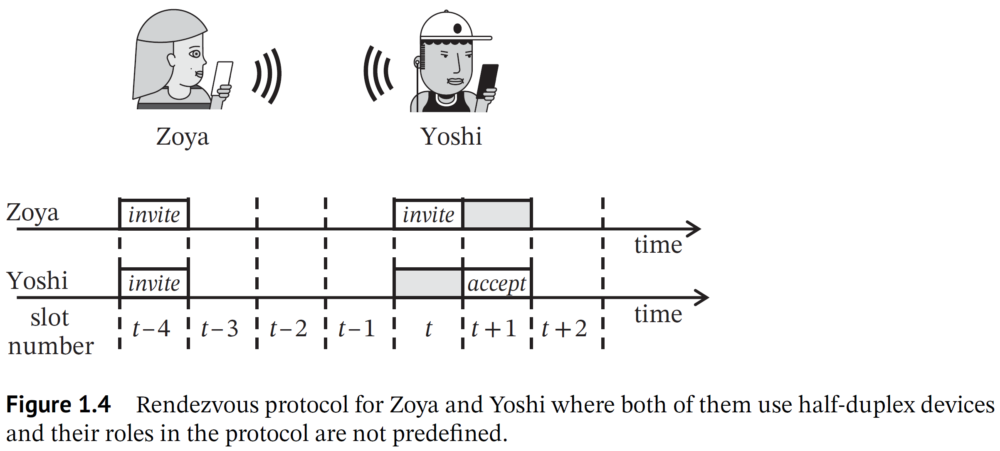 Zoya Yoshi
Zoya invite invite
time
Yoshi invite accept
time
slot
number t−4 t−3 t−2 t−1 t t+1 t+2
Figure 1.4 Rendezvous protocol for Zoya and Yoshi where both of them use half-duplex devices
and their roles in the protocol are not predefined.